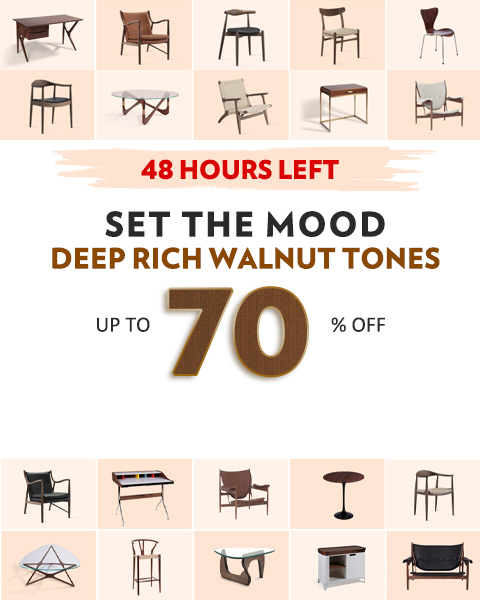 48 HOURS LEFT
SET THE MOOD
DEEP RICH WALNUT TONES
UP TO 70 % OFF